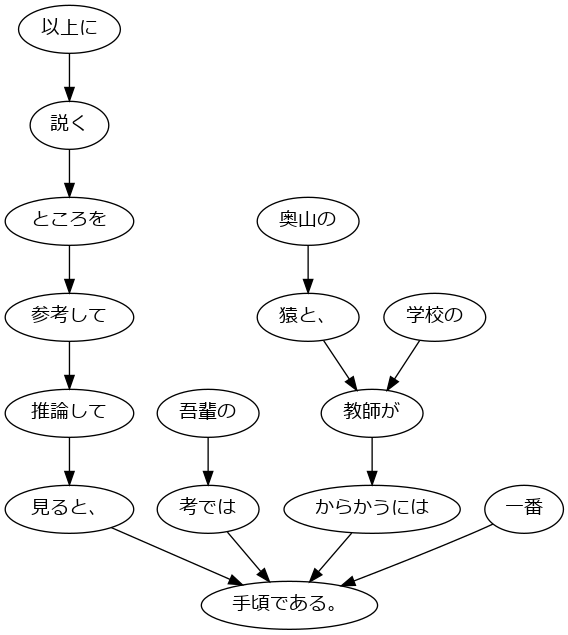 以上に
説く
ところを
奥山の
参考して
猿と、
学校の
推論して
吾輩の
教師が
見ると、
考では
からかうには
一番
手頃である。